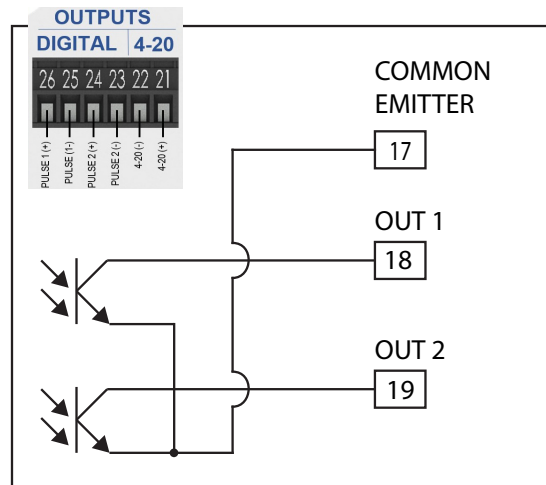 OUTPUTS
DIGITAL 4-20
26 25 24 23 22 21
PULSE 1 (+)
PULSE (1-)
PULSE 2 (+)
PULSE 2 (-)
4-20 (-)
4-20 (+)
COMMON
EMITTER
17
OUT 1
18
OUT 2
19